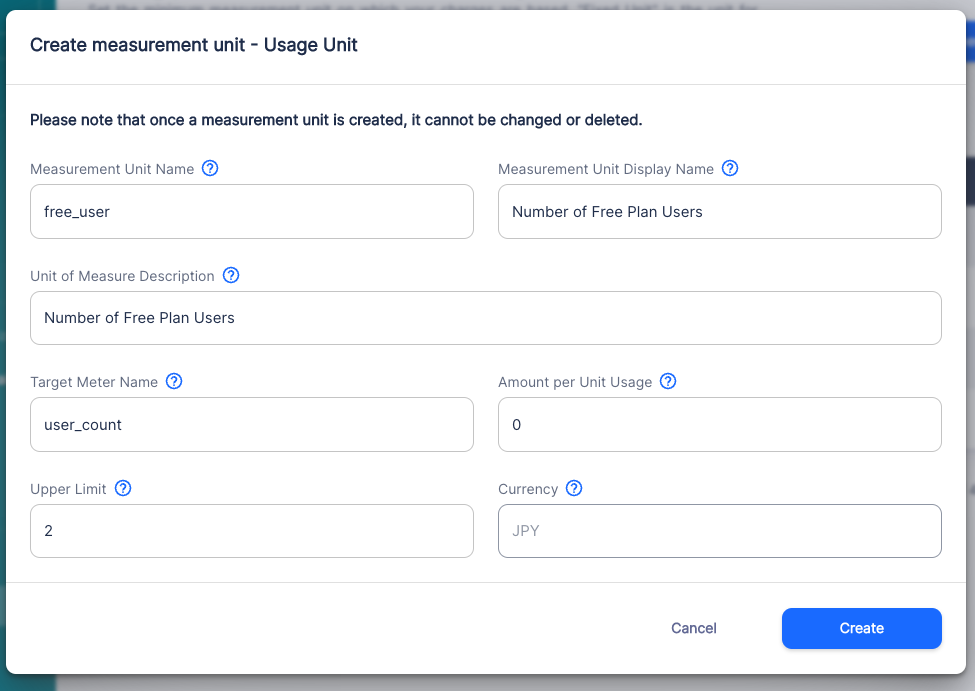 Create measurement unit - Usage Unit
Please note that once a measurement unit is created, it cannot be changed or deleted.
Measurement Unit Name ?
Measurement Unit Display Name ?
free_user
Number of Free Plan Users
Unit of Measure Description ?
Number of Free Plan Users
Target Meter Name ?
Amount per Unit Usage ?
user_count
0
Upper Limit ?
Currency ?
2
JPY
Cancel
Create